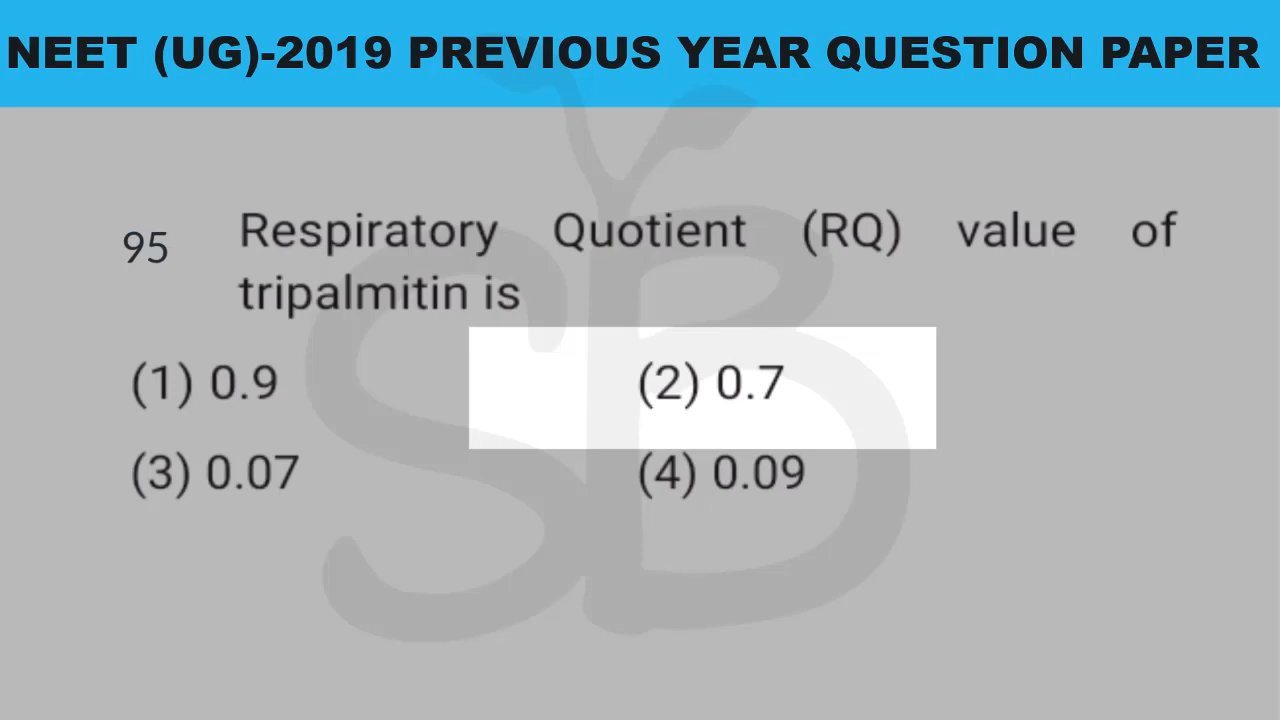 NEET (UG)-2019 PREVIOUS YEAR QUESTION PAPER
95 Respiratory Quotient (RQ) value of
tripalmitin is
(1) 0.9 (2) 0.7
(3) 0.07 (4) 0.09
SB